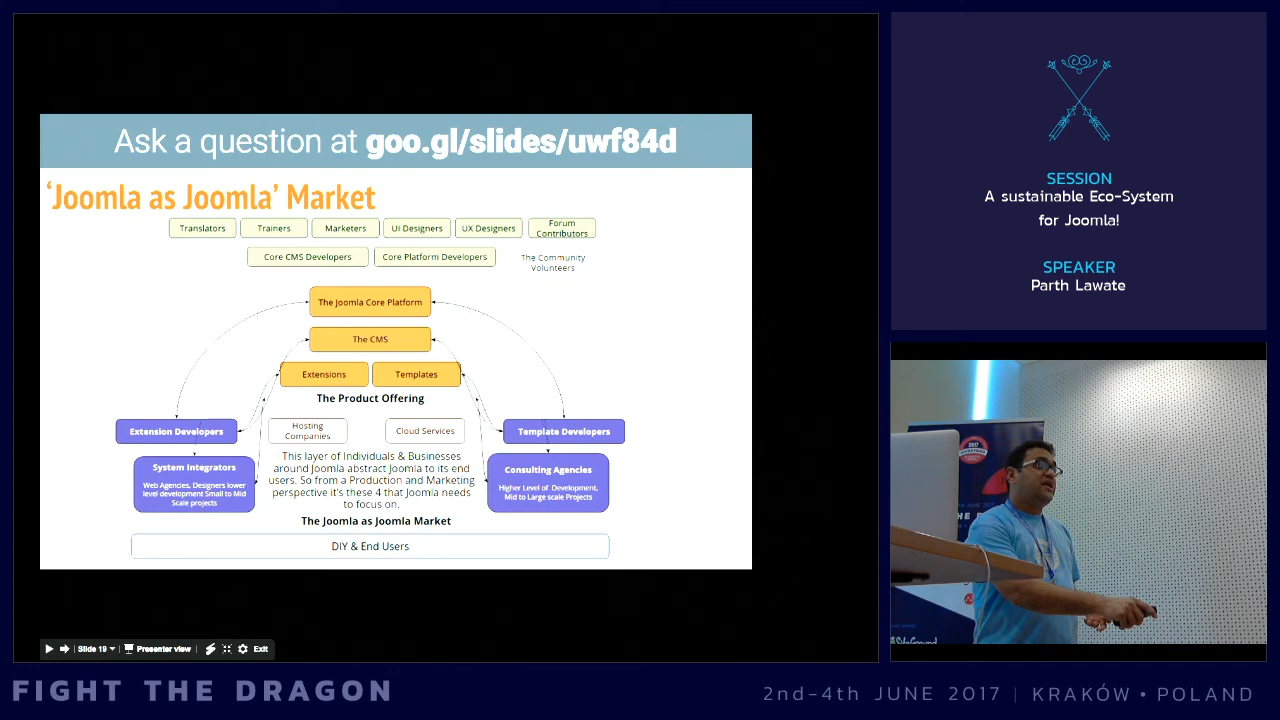 Ask a question at goo.gl/slides/uwf84d
'Joomla as Joomla' Market
Translators
Trainers
Marketers
UI Designers
UX Designers
Forum
Contributors
Core CMS Developers
Core Platform Developers
The Community
Volunteers
The Joomla Core Platform
The CMS
Extensions
Templates
The Product Offering
Extension Developers
Hosting
Companies
Cloud Services
Template Developers
System Integrators
Web Agencies, Designers lower
level development Small to Mid
Scale projects
This layer of Individuals & Businesses
around Joomla abstract Joomla to its end
users. So from a Production and Marketing
perspective it's these 4 that Joomla needs
to focus on.
Consulting Agencies
Higher Level of Development,
Mid to Large scale Projects
The Joomla as Joomla Market
DIY & End Users
Slide 19
Presenter view
Exit
SESSION
A sustainable Eco-System
for Joomla!
SPEAKER
Parth Lawate
2017
SiteGround
FIGHT THE DRAGON
2nd-4th JUNE 2017 | KRAKÓW • POLAND